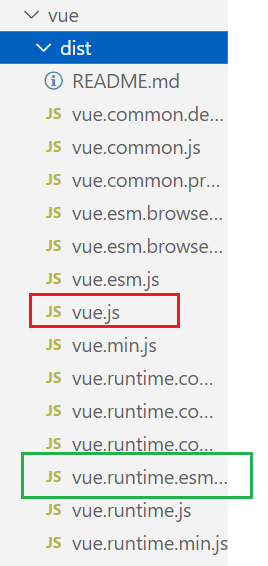 vue
dist
README.md
JS vue.common.de...
JS vue.common.js
JS vue.common.pr...
JS vue.esm.browse...
JS vue.esm.browse...
JS vue.esm.js
JS vue.js
JS vue.min.js
JS vue.runtime.co...
JS vue.runtime.co...
JS vue.runtime.co...
JS vue.runtime.esm...
JS vue.runtime.js
JS vue.runtime.min.js